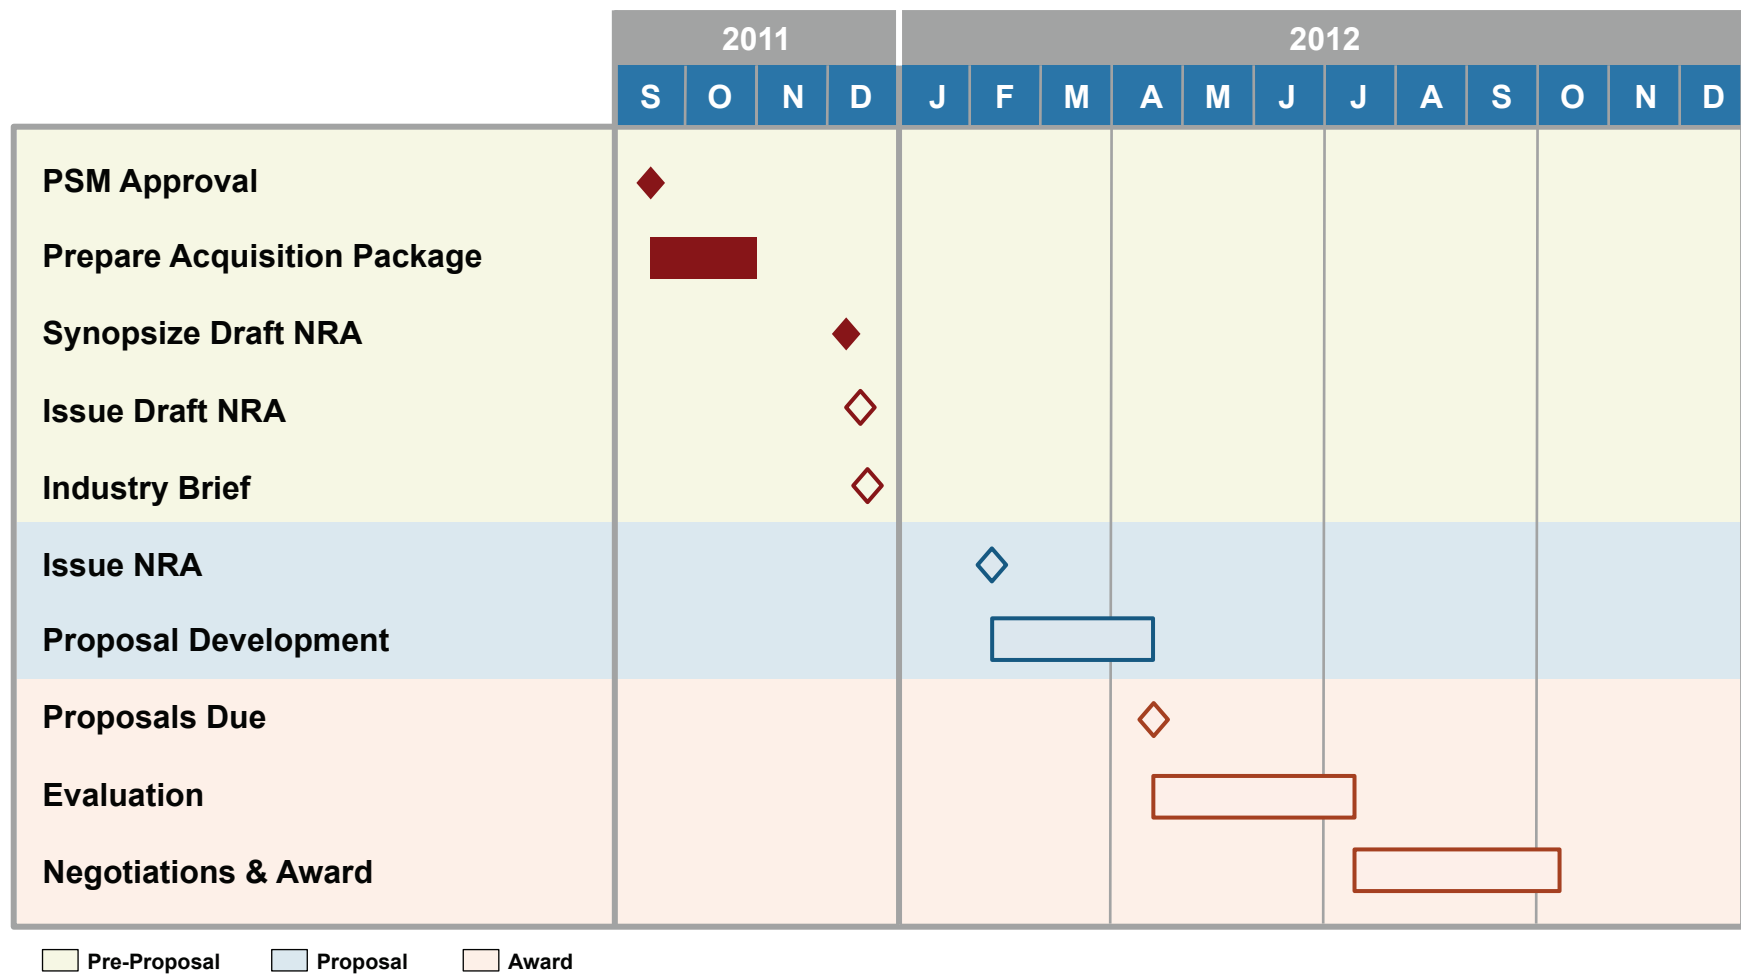 2011 2012
S O N D J F M A M J J A S O N D
PSM Approval
Prepare Acquisition Package
Synopsize Draft NRA
Issue Draft NRA
Industry Brief
Issue NRA
Proposal Development
Proposals Due
Evaluation
Negotiations & Award
Pre-Proposal Proposal Award